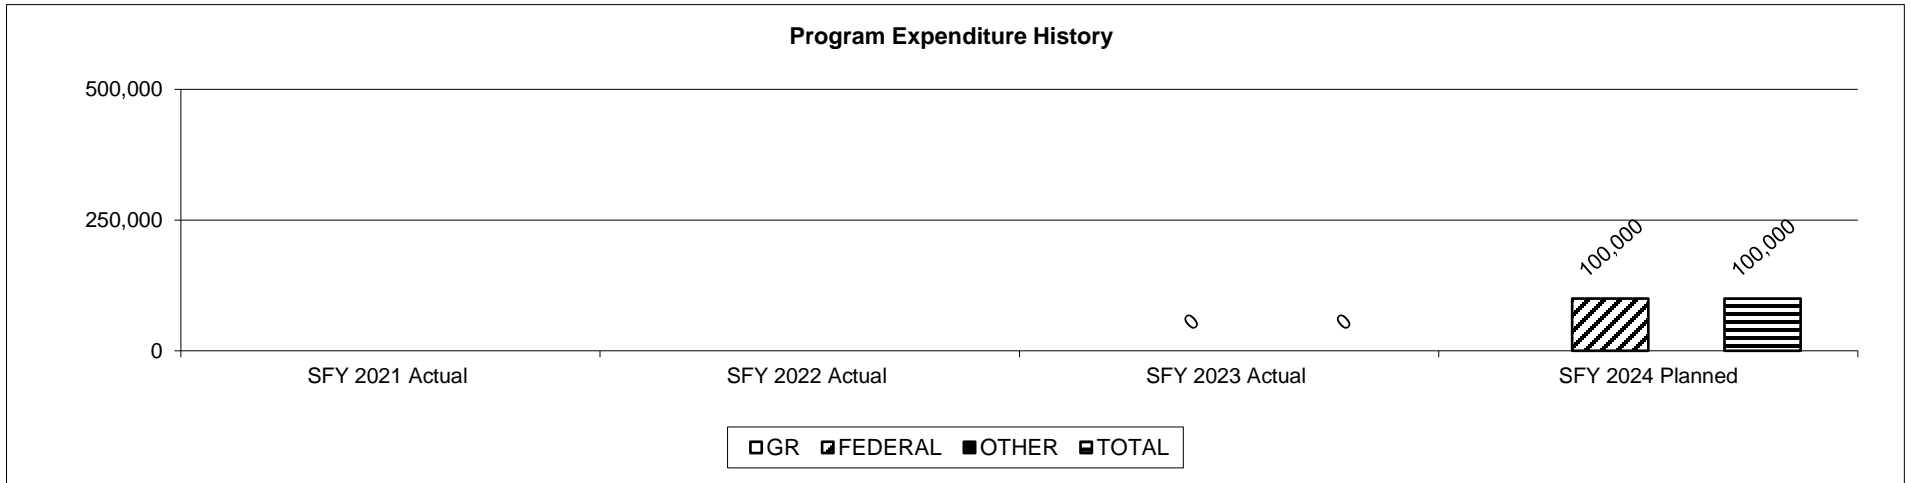 Program Expenditure History
500,000
250,000
0
0 0
100,000 100,000
SFY 2021 Actual SFY 2022 Actual SFY 2023 Actual SFY 2024 Planned
GR FEDERAL OTHER TOTAL